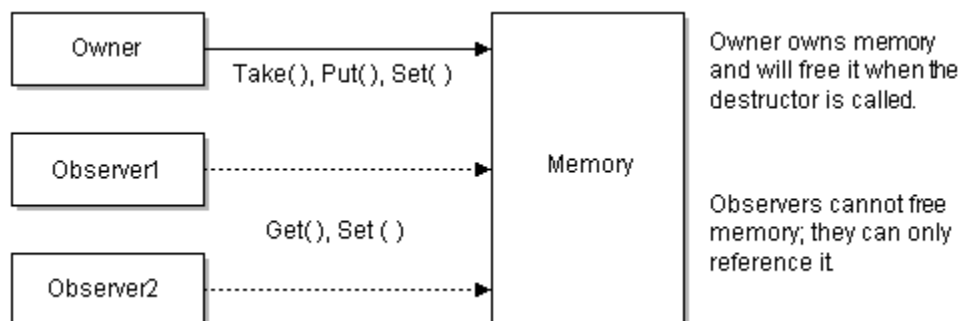 Owner
Take( ), Put(), Set( )
Owner owns memory
and will free it when the
destructor is called.
Observer1
Memory
Get( ), Set ( )
Observers cannot free
memory; they can only
reference it.
Observer2